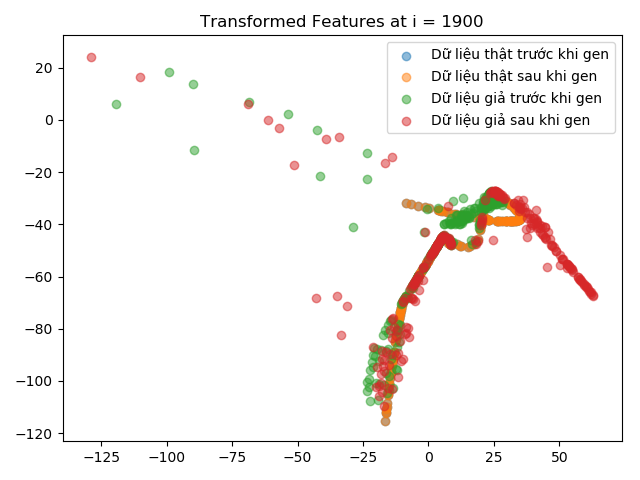 Transformed Features at i = 1900
Dữ liệu thật trước khi gen
Dữ liệu thật sau khi gen
Dữ liệu giả trước khi gen
Dữ liệu giả sau khi gen
20
0
−20
−40
−60
−80
−100
−120
−125 −100 −75 −50 −25 0 25 50